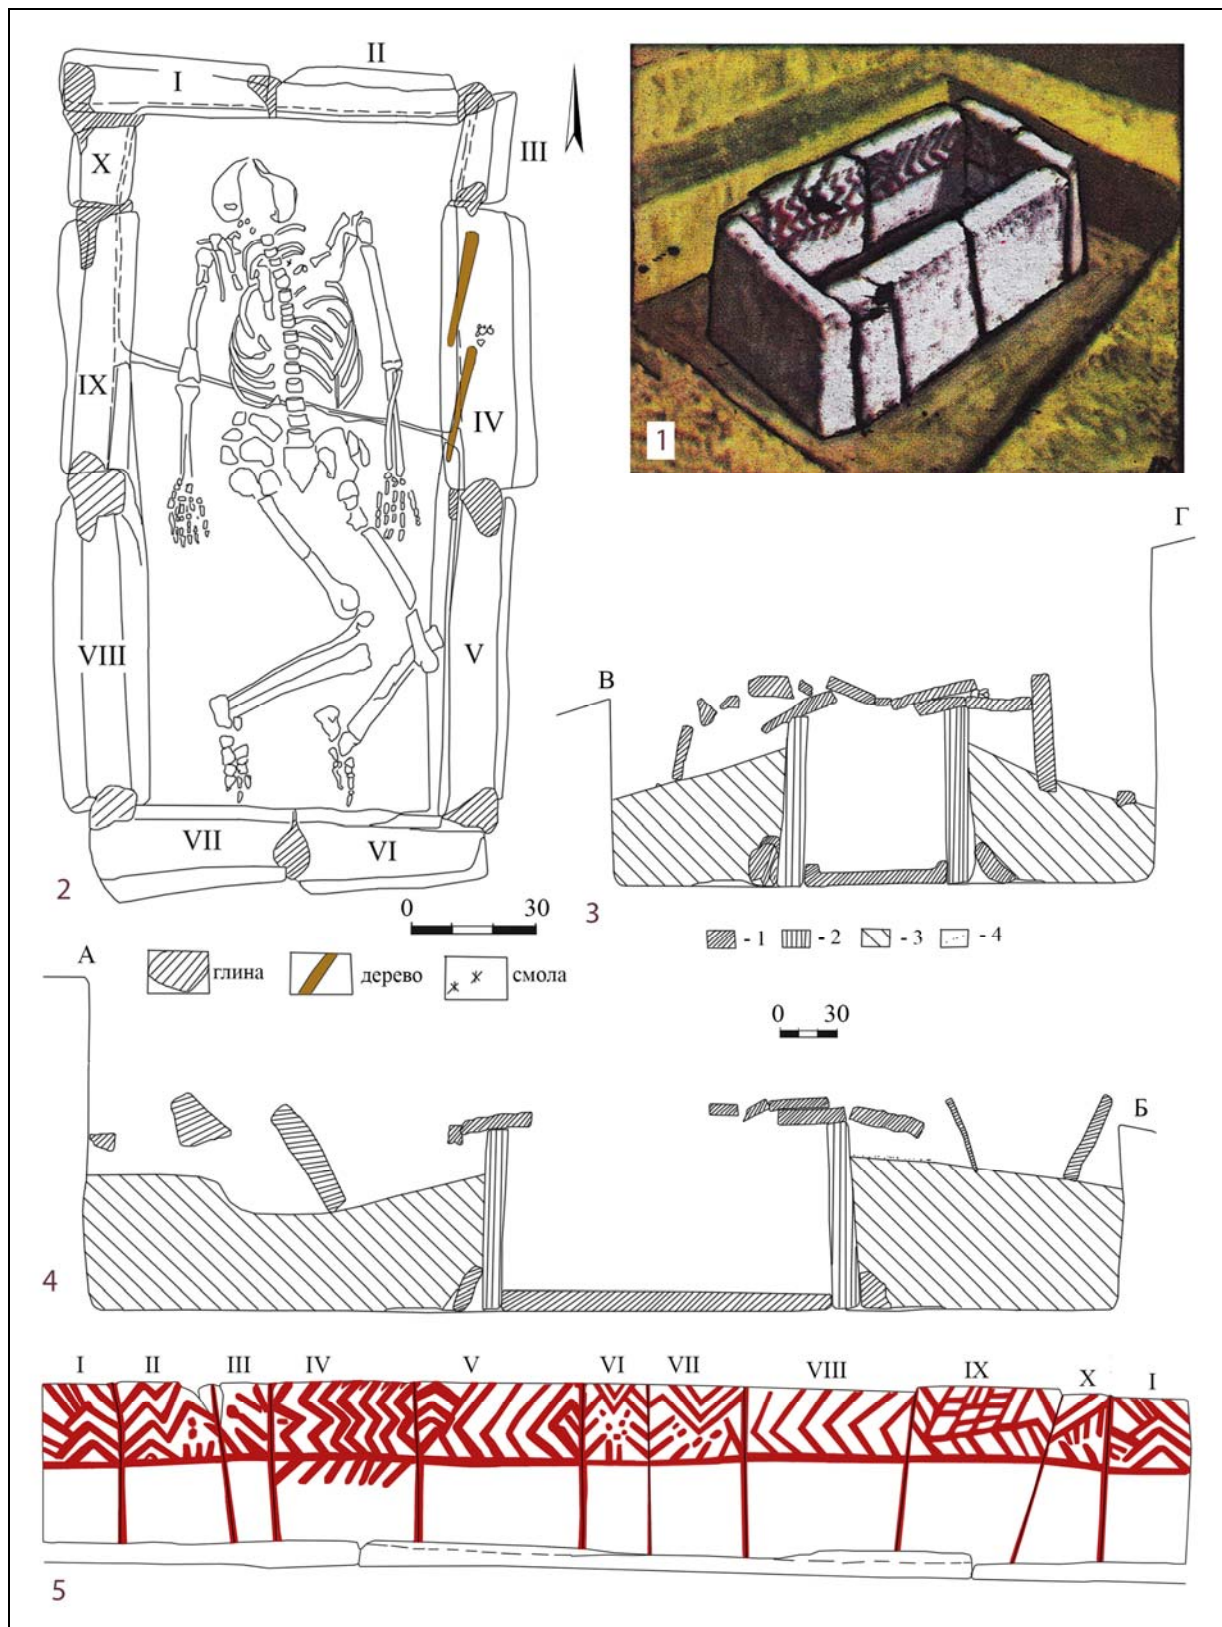 I
II
III
X
IX
IV
VIII
V
VII
VI
2
0 30
глина
дерево
смола
1
Г
В
3
- 1
- 2
- 3
- 4
0 30
А
Б
4
I II III IV V VI VII VIII IX X I
5